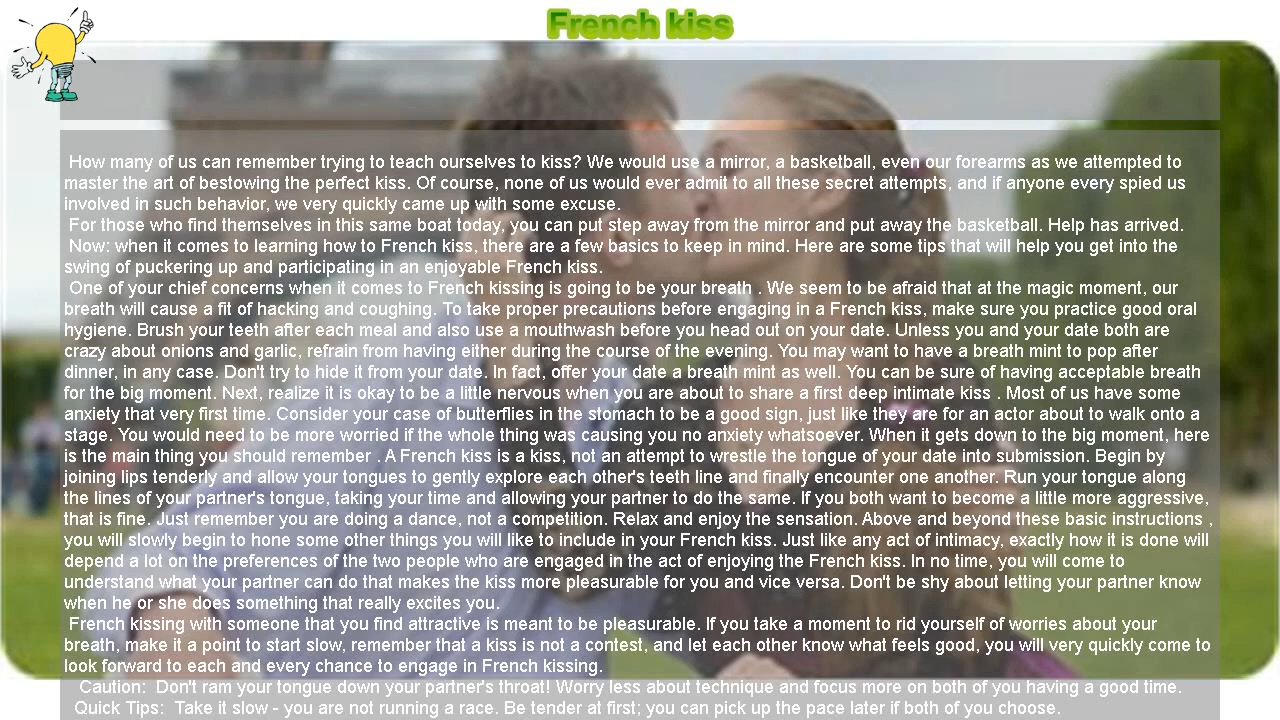 French kiss
How many of us can remember trying to teach ourselves to kiss? We would use a mirror, a basketball, even our forearms as we attempted to
master the art of bestowing the perfect kiss. Of course, none of us would ever admit to all these secret attempts, and if anyone every spied us
involved in such behavior, we very quickly came up with some excuse.
For those who find themselves in this same boat today, you can put step away from the mirror and put away the basketball. Help has arrived.
Now: when it comes to learning how to French kiss, there are a few basics to keep in mind. Here are some tips that will help you get into the
swing of puckering up and participating in an enjoyable French kiss.
One of your chief concerns when it comes to French kissing is going to be your breath . We seem to be afraid that at the magic moment, our
breath will cause a fit of hacking and coughing. To take proper precautions before engaging in a French kiss, make sure you practice good oral
hygiene. Brush your teeth after each meal and also use a mouthwash before you head out on your date. Unless you and your date both are
crazy about onions and garlic, refrain from having either during the course of the evening. You may want to have a breath mint to pop after
dinner, in any case. Don't try to hide it from your date. In fact, offer your date a breath mint as well. You can be sure of having acceptable breath
for the big moment. Next, realize it is okay to be a little nervous when you are about to share a first deep intimate kiss . Most of us have some
anxiety that very first time. Consider your case of butterflies in the stomach to be a good sign, just like they are for an actor about to walk onto a
stage. You would need to be more worried if the whole thing was causing you no anxiety whatsoever. When it gets down to the big moment, here
is the main thing you should remember . A French kiss is a kiss, not an attempt to wrestle the tongue of your date into submission. Begin by
joining lips tenderly and allow your tongues to gently explore each other's teeth line and finally encounter one another. Run your tongue along
the lines of your partner's tongue, taking your time and allowing your partner to do the same. If you both want to become a little more aggressive,
that is fine. Just remember you are doing a dance, not a competition. Relax and enjoy the sensation. Above and beyond these basic instructions ,
you will slowly begin to hone some other things you will like to include in your French kiss. Just like any act of intimacy, exactly how it is done will
depend a lot on the preferences of the two people who are engaged in the act of enjoying the French kiss. In no time, you will come to
understand what your partner can do that makes the kiss more pleasurable for you and vice versa. Don't be shy about letting your partner know
when he or she does something that really excites you.
French kissing with someone that you find attractive is meant to be pleasurable. If you take a moment to rid yourself of worries about your
breath, make it a point to start slow, remember that a kiss is not a contest, and let each other know what feels good, you will very quickly come to
look forward to each and every chance to engage in French kissing.
Caution: Don't ram your tongue down your partner's throat! Worry less about technique and focus more on both of you having a good time.
Quick Tips: Take it slow - you are not running a race. Be tender at first; you can pick up the pace later if both of you choose.